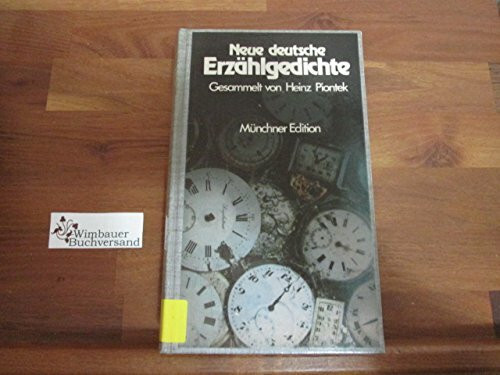 Neue deutsche
Erzählgedichte
Gesammelt von Heinz Piontek
Münchner Edition
Wimbauer
Buchversand